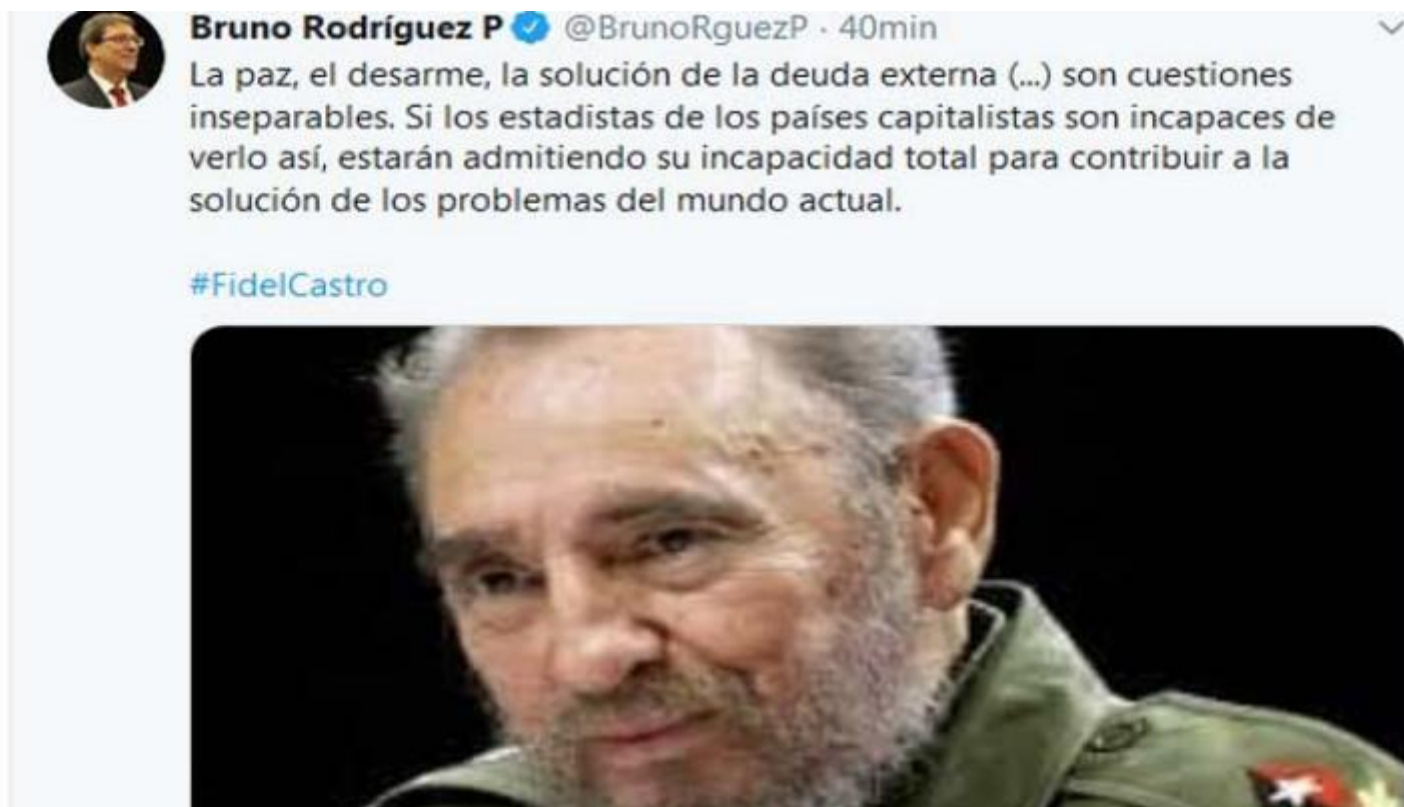 Bruno Rodríguez P @BrunoRguezP · 40min
La paz, el desarme, la solución de la deuda externa (...) son cuestiones
inseparables. Si los estadistas de los países capitalistas son incapaces de
verlo así, estarán admitiendo su incapacidad total para contribuir a la
solución de los problemas del mundo actual.
#FidelCastro